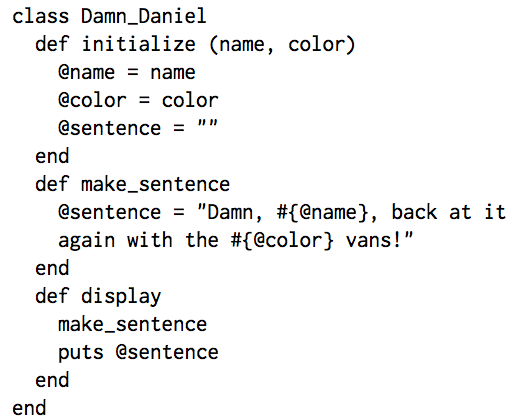 class Damn_Daniel
  def initialize (name, color)
    @name = name
    @color = color
    @sentence = ""
  end
  def make_sentence
    @sentence = "Damn, #{@name}, back at it
    again with the #{@color} vans!"
  end
  def display
    make_sentence
    puts @sentence
  end
end